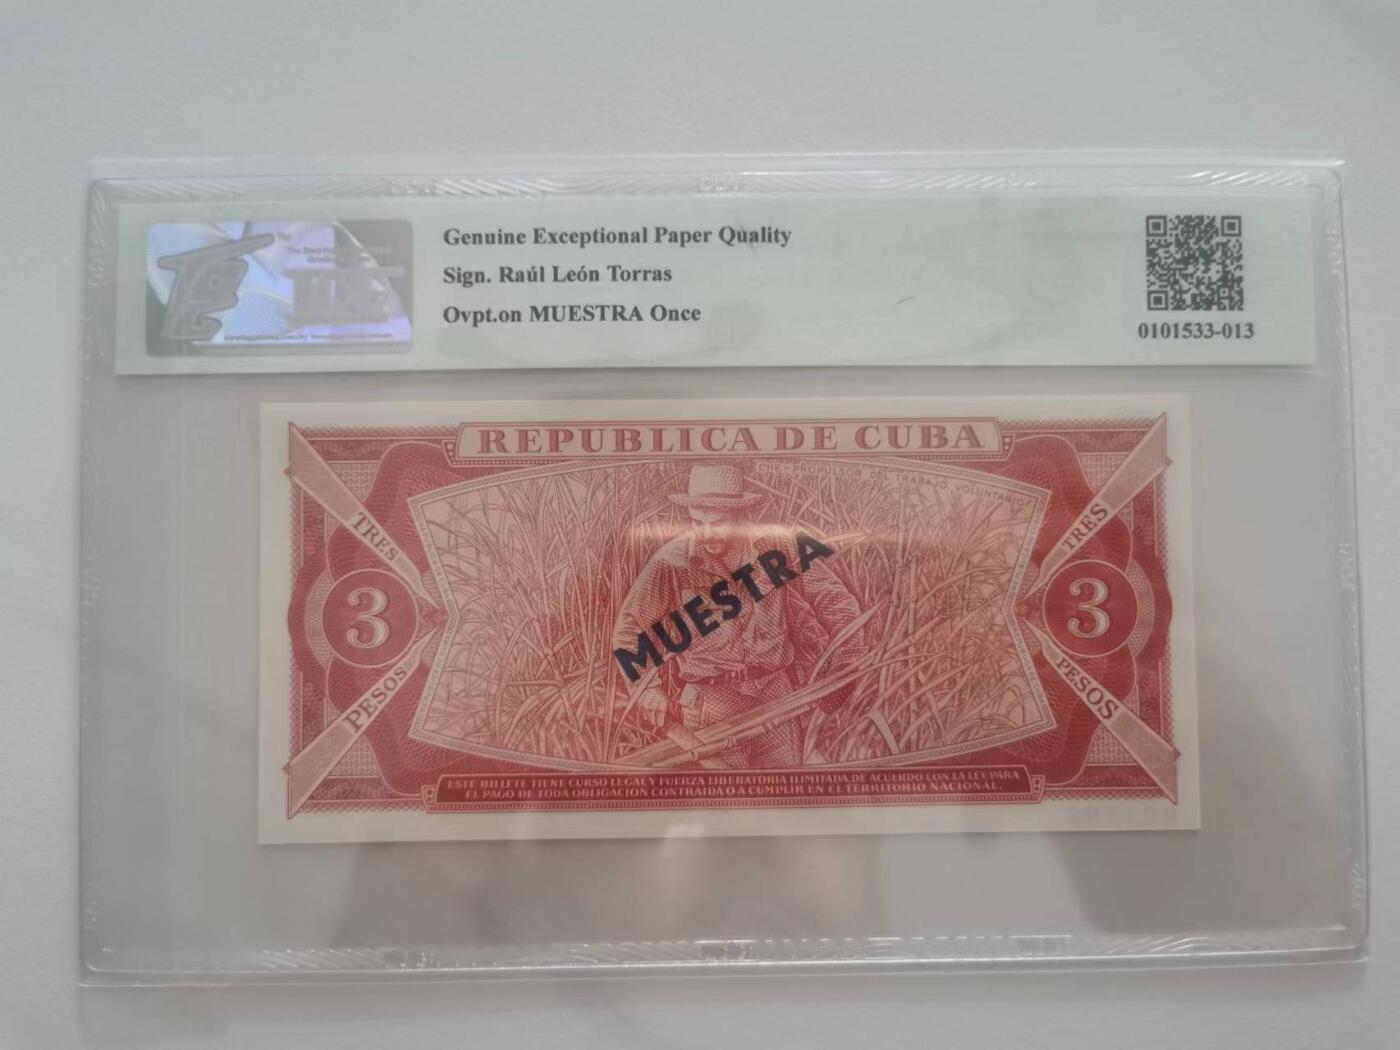 Genuine Exceptional Paper Quality
Sign. Raúl León Torras
Ovpt.on MUESTRA Once
0101533-013
REPUBLICA DE CUBA
CHE - PROPULSOR DEL TRABAJO VOLUNTARIO
TRES
TRES
MUESTRA
3
3
PESOS
PESOS
ESTE BILLETE TIENE CURSO LEGAL Y FUERZA LIBERATORIA ILIMITADA, DE ACUERDO CON LA LEY, PARA
EL PAGO DE TODA OBLIGACION CONTRAIDA O A CUMPLIR EN EL TERRITORIO NACIONAL.